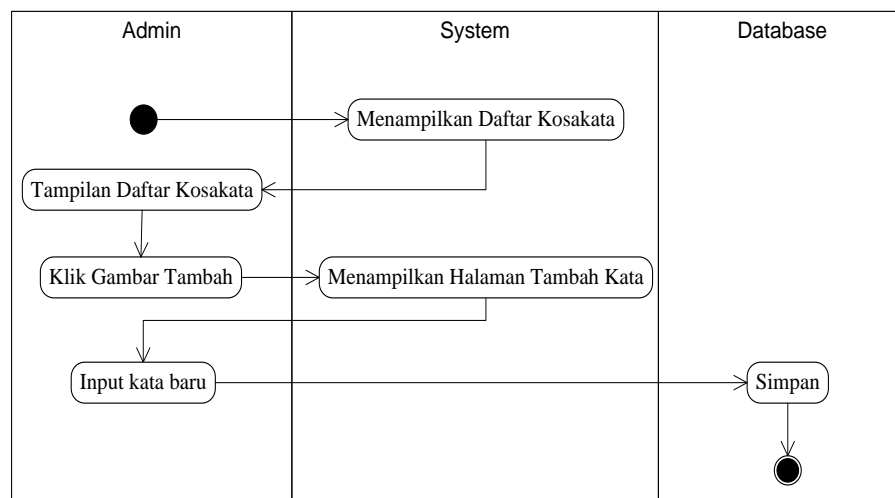 Admin
System
Database
Menampilkan Daftar Kosakata
Tampilan Daftar Kosakata
Klik Gambar Tambah
Menampilkan Halaman Tambah Kata
Input kata baru
Simpan